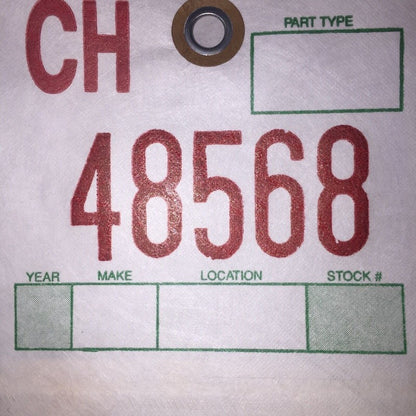 CH
PART TYPE
48568
YEAR MAKE LOCATION STOCK #